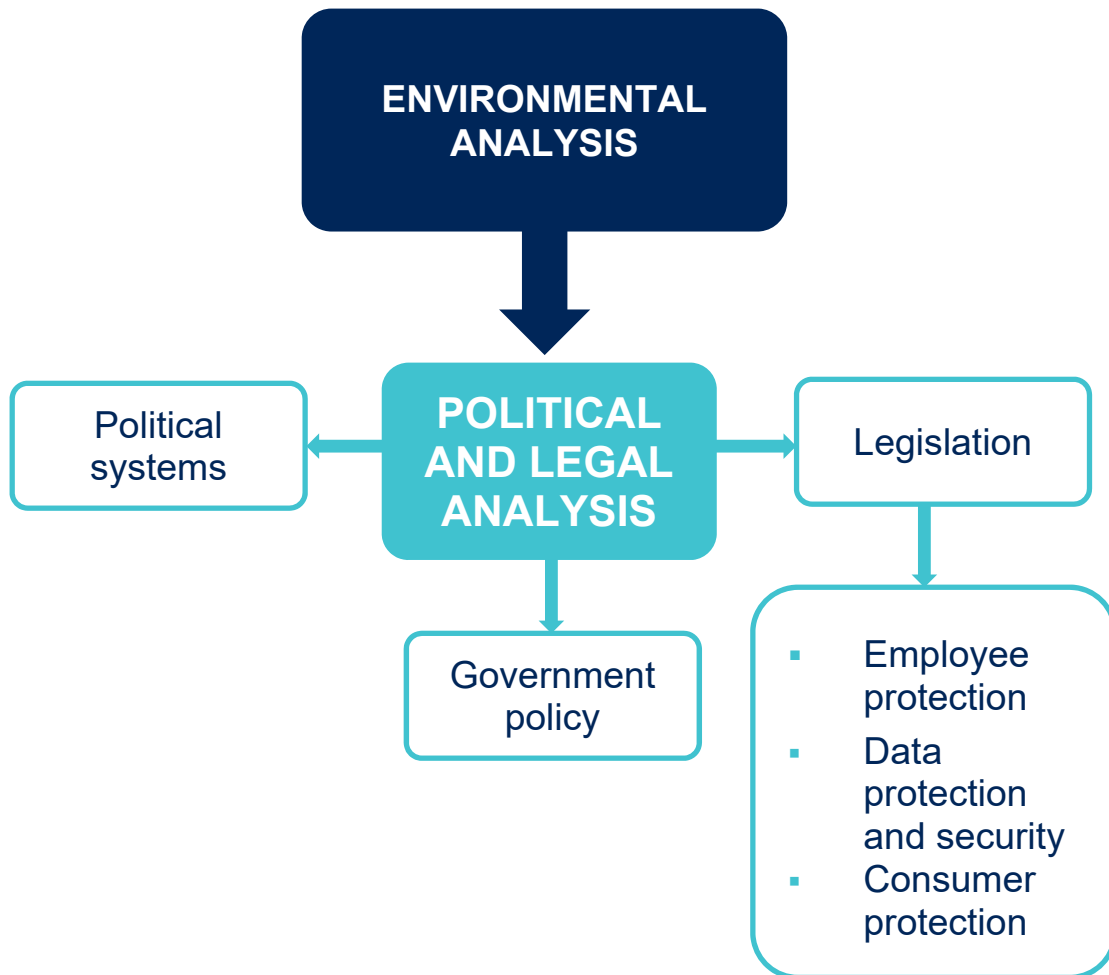 ENVIRONMENTAL
ANALYSIS
Political
systems
POLITICAL
AND LEGAL
ANALYSIS
Legislation
Government
policy
▪ Employee
protection
▪ Data
protection
and security
▪ Consumer
protection